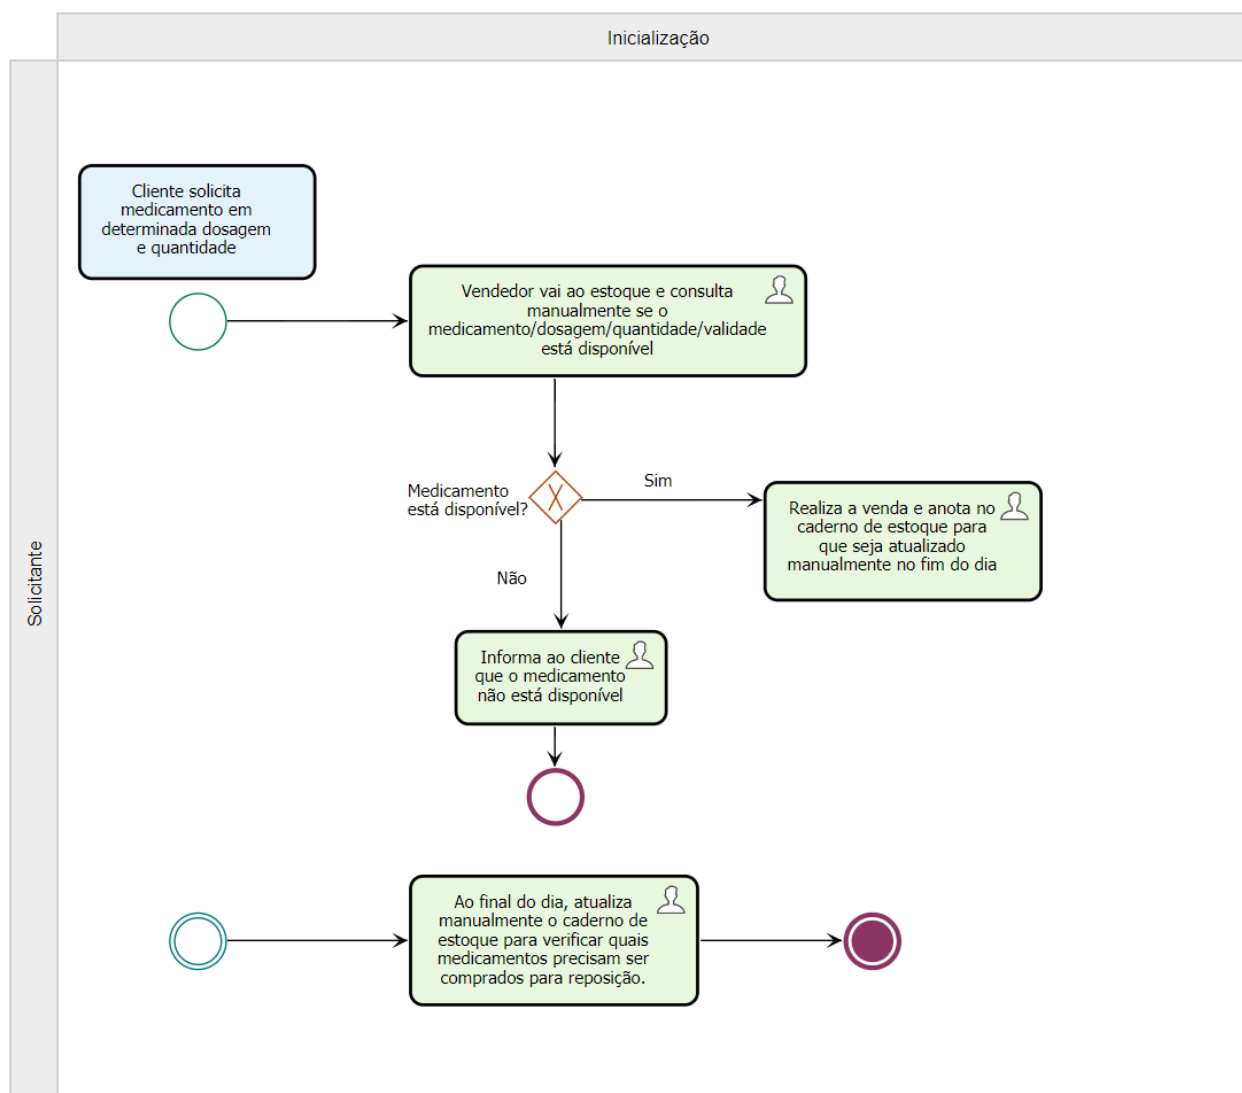 Inicialização
Solicitante
Cliente solicita
medicamento em
determinada dosagem
e quantidade
Vendedor vai ao estoque e consulta
manualmente se o
medicamento/dosagem/quantidade/validade
está disponível
Medicamento
está disponível?
Sim
Realiza a venda e anota no
caderno de estoque para
que seja atualizado
manualmente no fim do dia
Não
Informa ao cliente
que o medicamento
não está disponível
Ao final do dia, atualiza
manualmente o caderno de
estoque para verificar quais
medicamentos precisam ser
comprados para reposição.